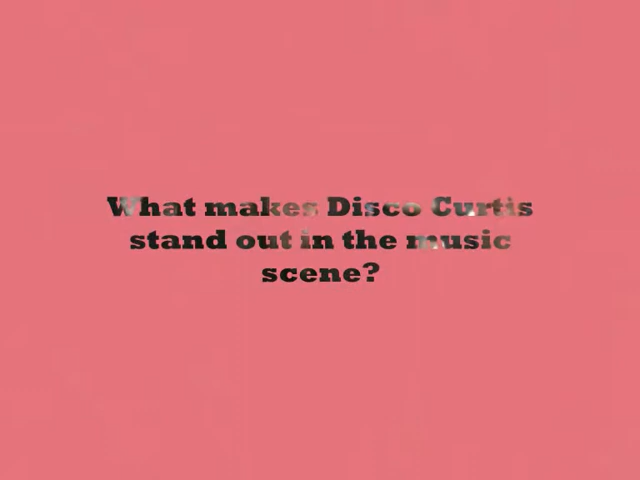 What makes Disco Curtis
stand out in the music
scene?